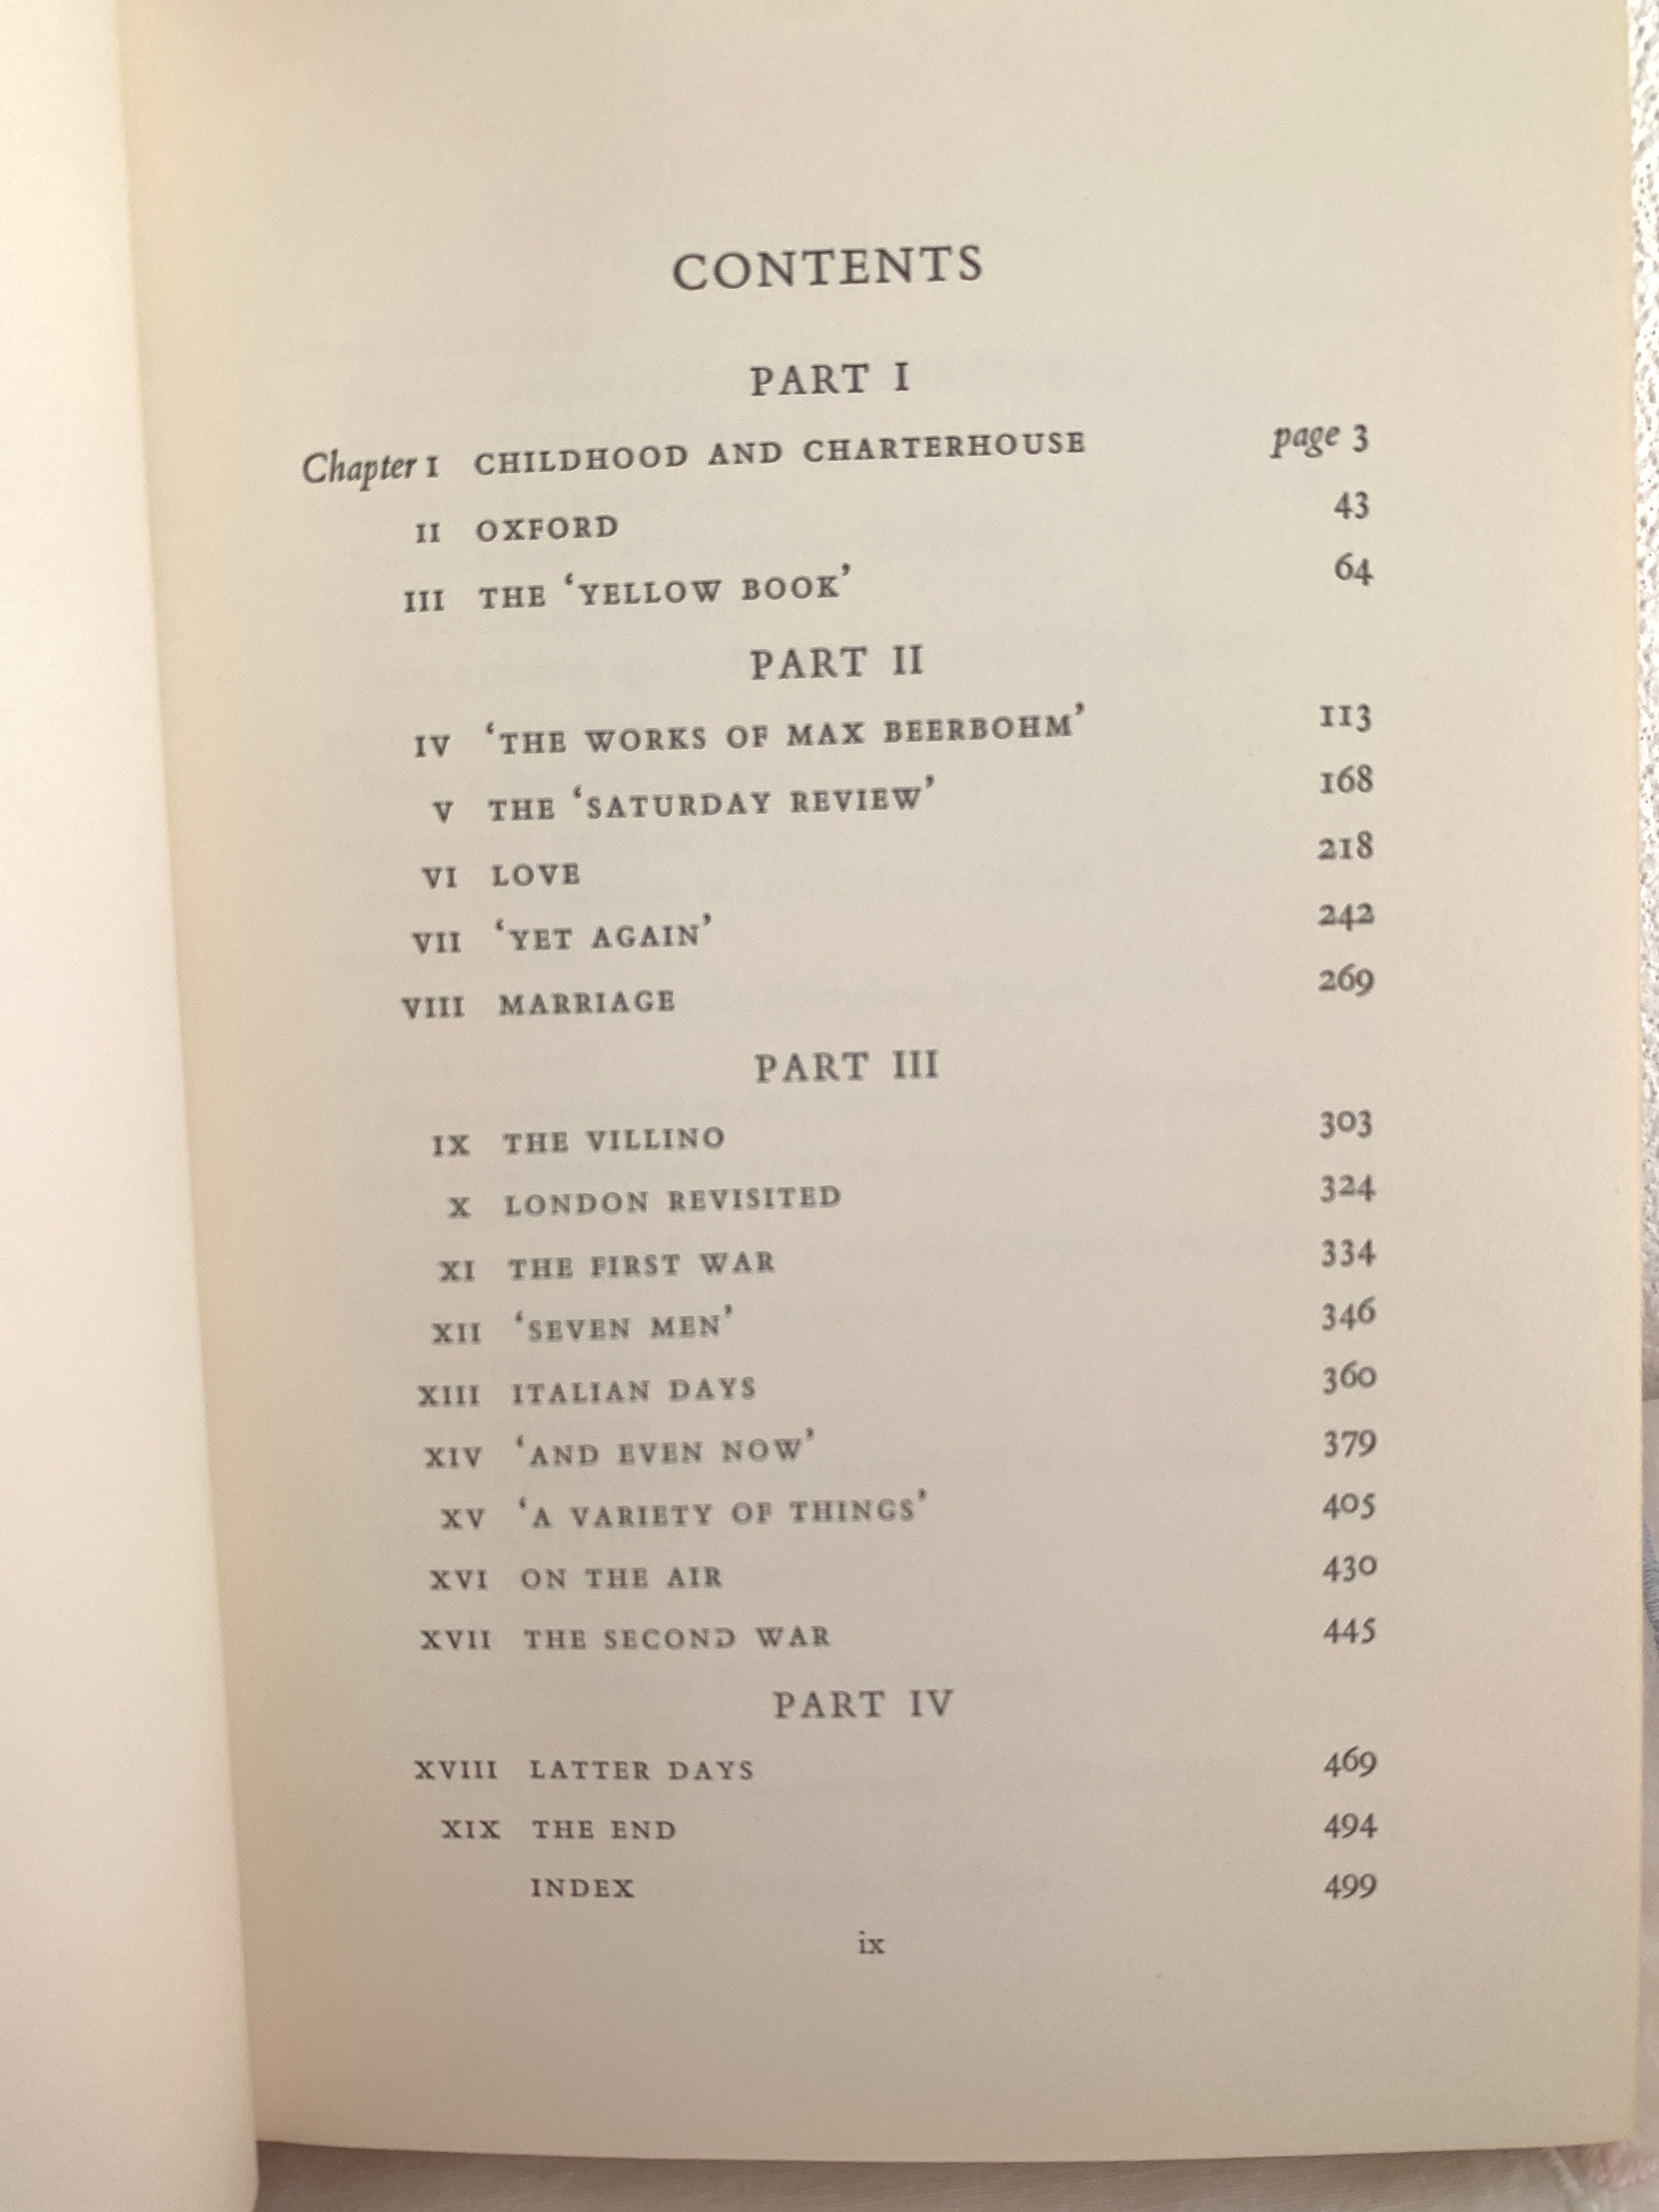 CONTENTS
PART I
Chapter I CHILDHOOD AND CHARTERHOUSE page 3
II OXFORD 43
III THE ‘YELLOW BOOK’ 64
PART II
IV ‘THE WORKS OF MAX BEERBOHM’ 113
V THE ‘SATURDAY REVIEW’ 168
VI LOVE 218
VII ‘YET AGAIN’ 242
VIII MARRIAGE 269
PART III
IX THE VILLINO 303
X LONDON REVISITED 324
XI THE FIRST WAR 334
XII ‘SEVEN MEN’ 346
XIII ITALIAN DAYS 360
XIV ‘AND EVEN NOW’ 379
XV ‘A VARIETY OF THINGS’ 405
XVI ON THE AIR 430
XVII THE SECOND WAR 445
PART IV
XVIII LATTER DAYS 469
XIX THE END 494
INDEX 499
ix